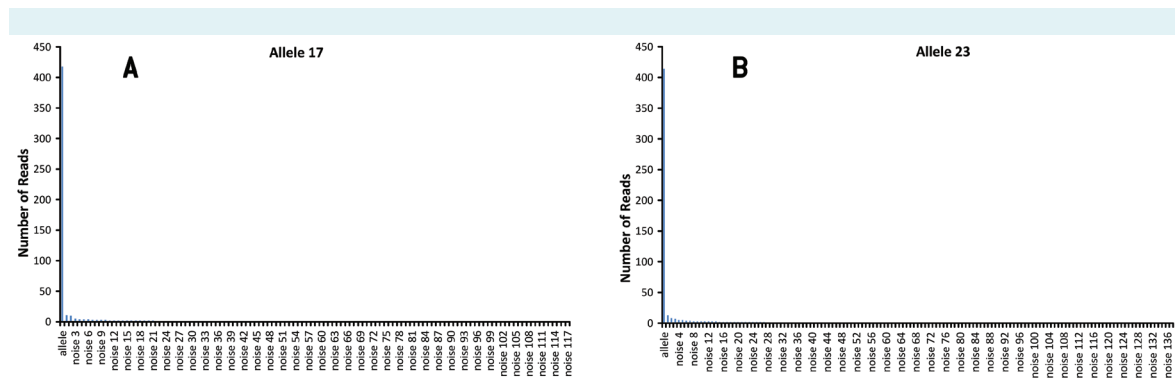 Allele 17
A
Number of Reads
450
400
350
300
250
200
150
100
50
0
allele
noise 3
noise 6
noise 9
noise 12
noise 15
noise 18
noise 21
noise 24
noise 27
noise 30
noise 33
noise 36
noise 39
noise 42
noise 45
noise 48
noise 51
noise 54
noise 57
noise 60
noise 63
noise 66
noise 69
noise 72
noise 75
noise 78
noise 81
noise 84
noise 87
noise 90
noise 93
noise 96
noise 99
noise 102
noise 105
noise 108
noise 111
noise 114
noise 117
Allele 23
B
Number of Reads
450
400
350
300
250
200
150
100
50
0
allele
noise 4
noise 8
noise 12
noise 16
noise 20
noise 24
noise 28
noise 32
noise 36
noise 40
noise 44
noise 48
noise 52
noise 56
noise 60
noise 64
noise 68
noise 72
noise 76
noise 80
noise 84
noise 88
noise 92
noise 96
noise 100
noise 104
noise 108
noise 112
noise 116
noise 120
noise 124
noise 128
noise 132
noise 136